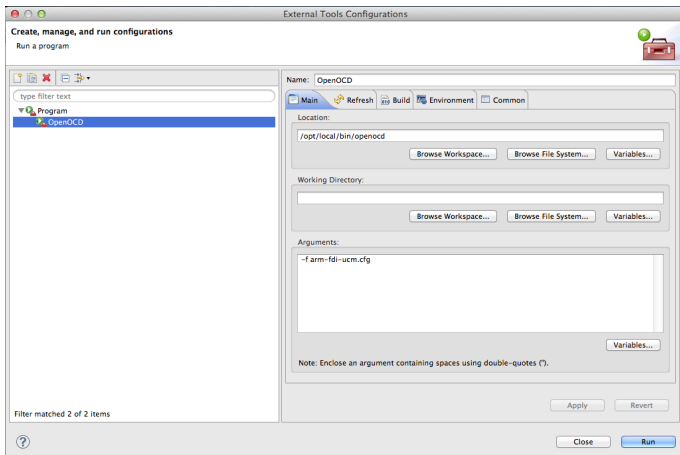 External Tools Configurations
Create, manage, and run configurations
Run a program
type filter text
Program
OpenOCD
Filter matched 2 of 2 items
Name: OpenOCD
Main Refresh Build Environment Common
Location:
/opt/local/bin/openocd
Browse Workspace... Browse File System... Variables...
Working Directory:
Browse Workspace... Browse File System... Variables...
Arguments:
-f arm-fdi-ucm.cfg
Variables...
Note: Enclose an argument containing spaces using double-quotes (").
Apply Revert
? Close Run